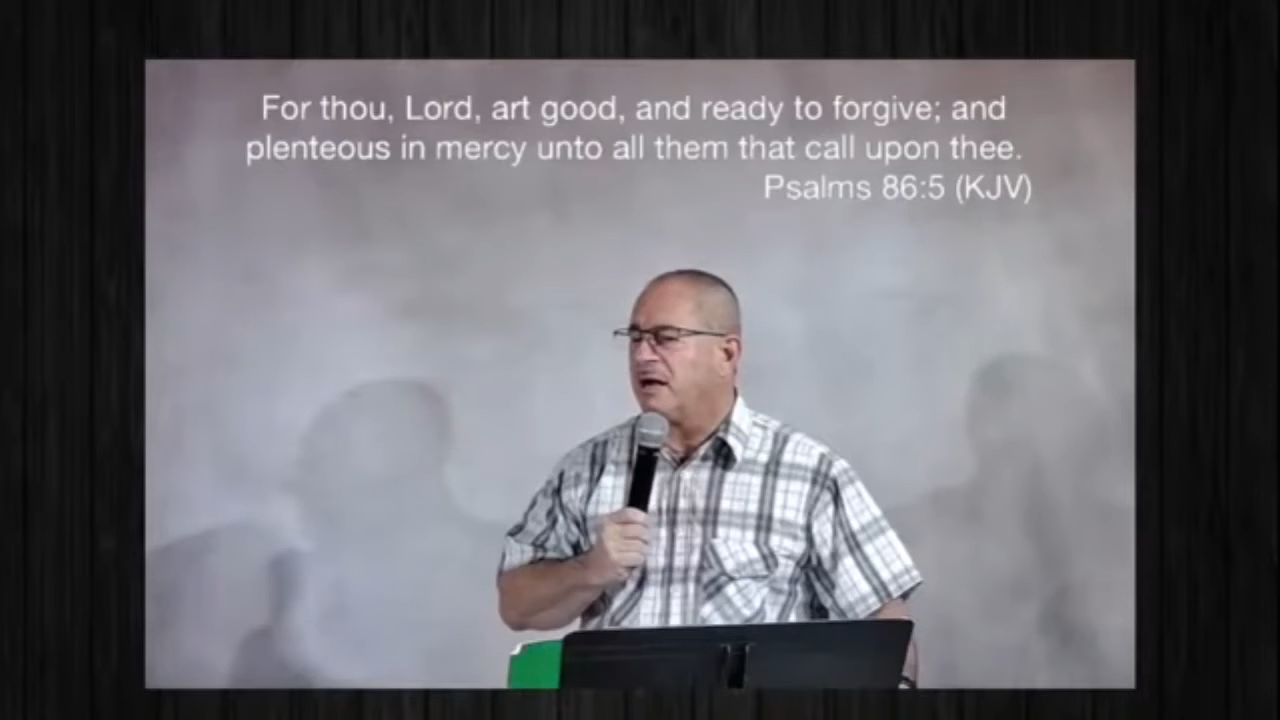 For thou, Lord, art good, and ready to forgive; and
plenteous in mercy unto all them that call upon thee.
Psalms 86:5 (KJV)